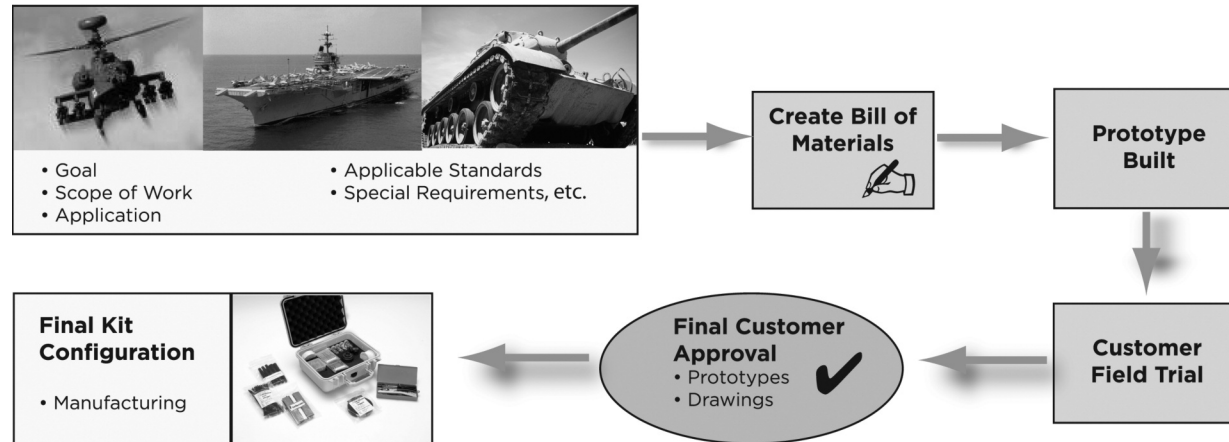 • Goal
• Scope of Work
• Application
• Applicable Standards
• Special Requirements, etc.
Create Bill of
Materials
Prototype
Built
Customer
Field Trial
Final Customer
Approval
• Prototypes
• Drawings
Final Kit
Configuration
• Manufacturing